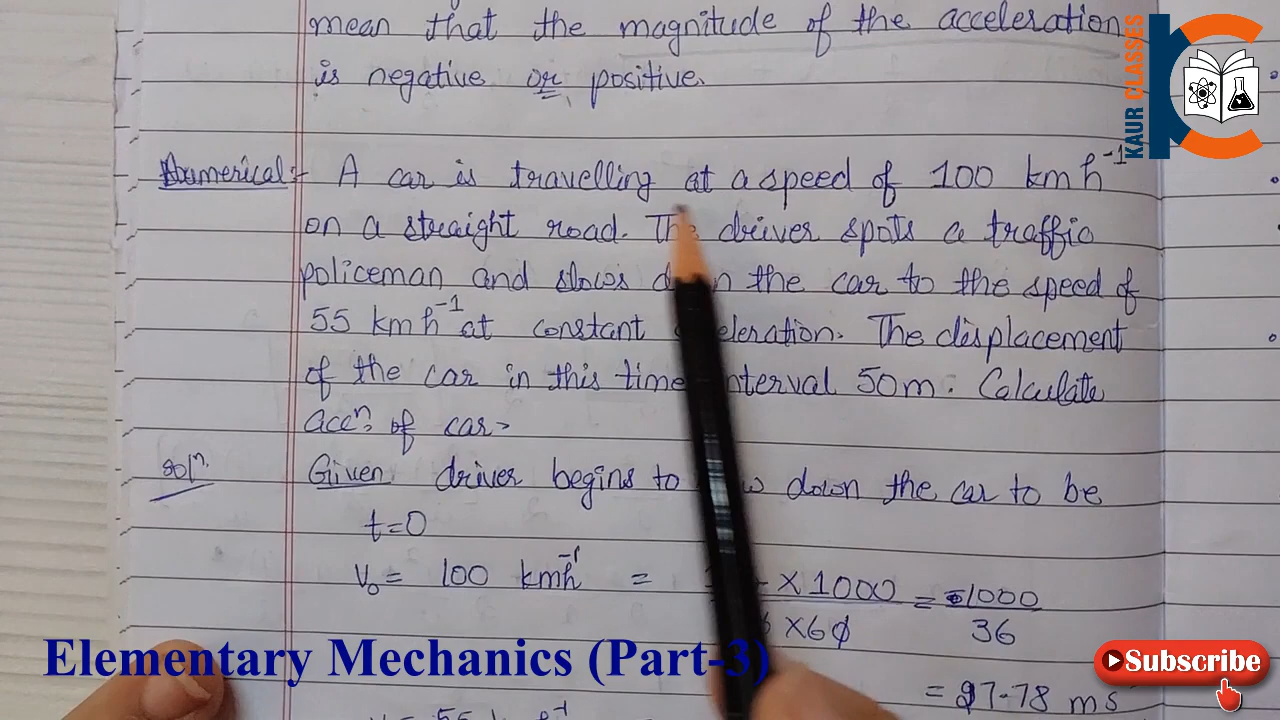 mean that the magnitude of the acceleration
is negative or positive.
KAUR CLASSES
Numerical:- A car is travelling at a speed of 100 km h⁻¹
on a straight road. The driver spots a traffic
policeman and slows the car to the speed of
55 kmh⁻¹ at constant acceleration. The displacement
of the car in this time interval 50m. Calculate
accⁿ. of car.
solⁿ. Given driver begins to down the car to be
t=0
V₀ = 100 kmh⁻¹ = × 1000 = 1000
×60 36
Elementary Mechanics (Part-3)
Subscribe
= 27.78 ms
55 k